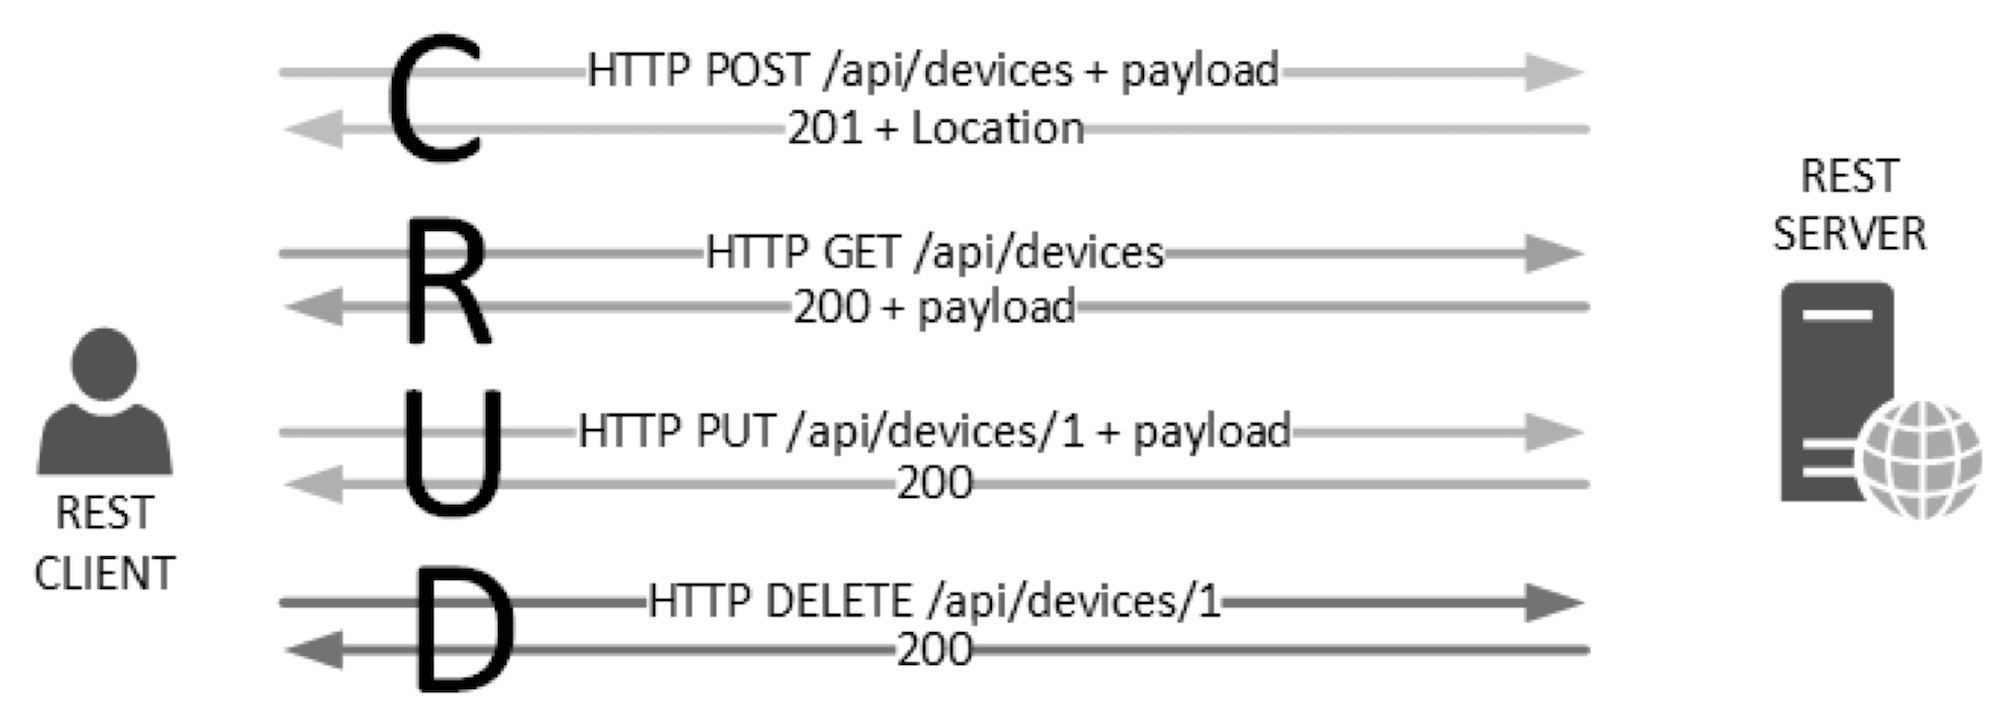 C
HTTP POST /api/devices + payload
201 + Location
R
HTTP GET /api/devices
200 + payload
U
HTTP PUT /api/devices/1 + payload
200
D
HTTP DELETE /api/devices/1
200
REST
CLIENT
REST
SERVER